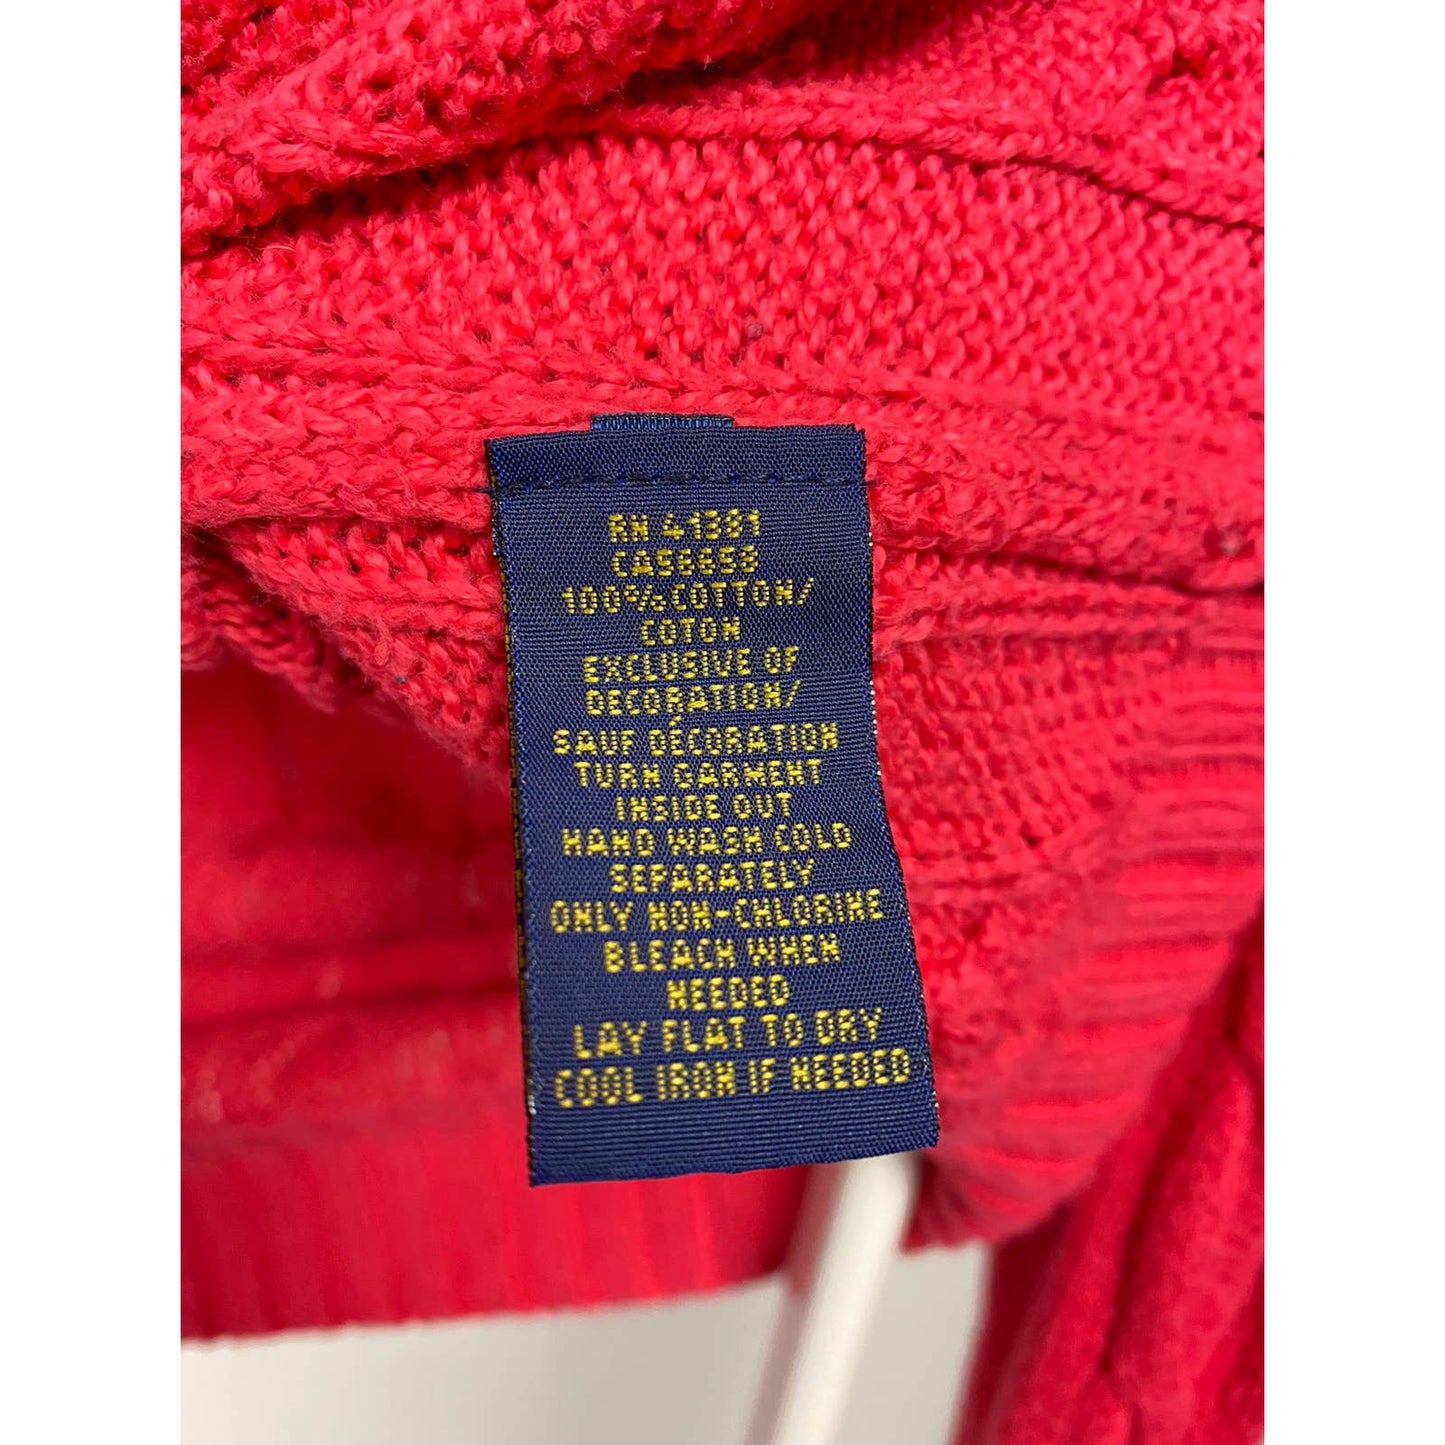 RN 41381
CA56658
100%COTTON/
COTON
EXCLUSIVE OF
DECORATION/
SAUF DÉCORATION
TURN GARMENT
INSIDE OUT
HAND WASH COLD
SEPARATELY
ONLY NON-CHLORINE
BLEACH WHEN
NEEDED
LAY FLAT TO DRY
COOL IRON IF NEEDED